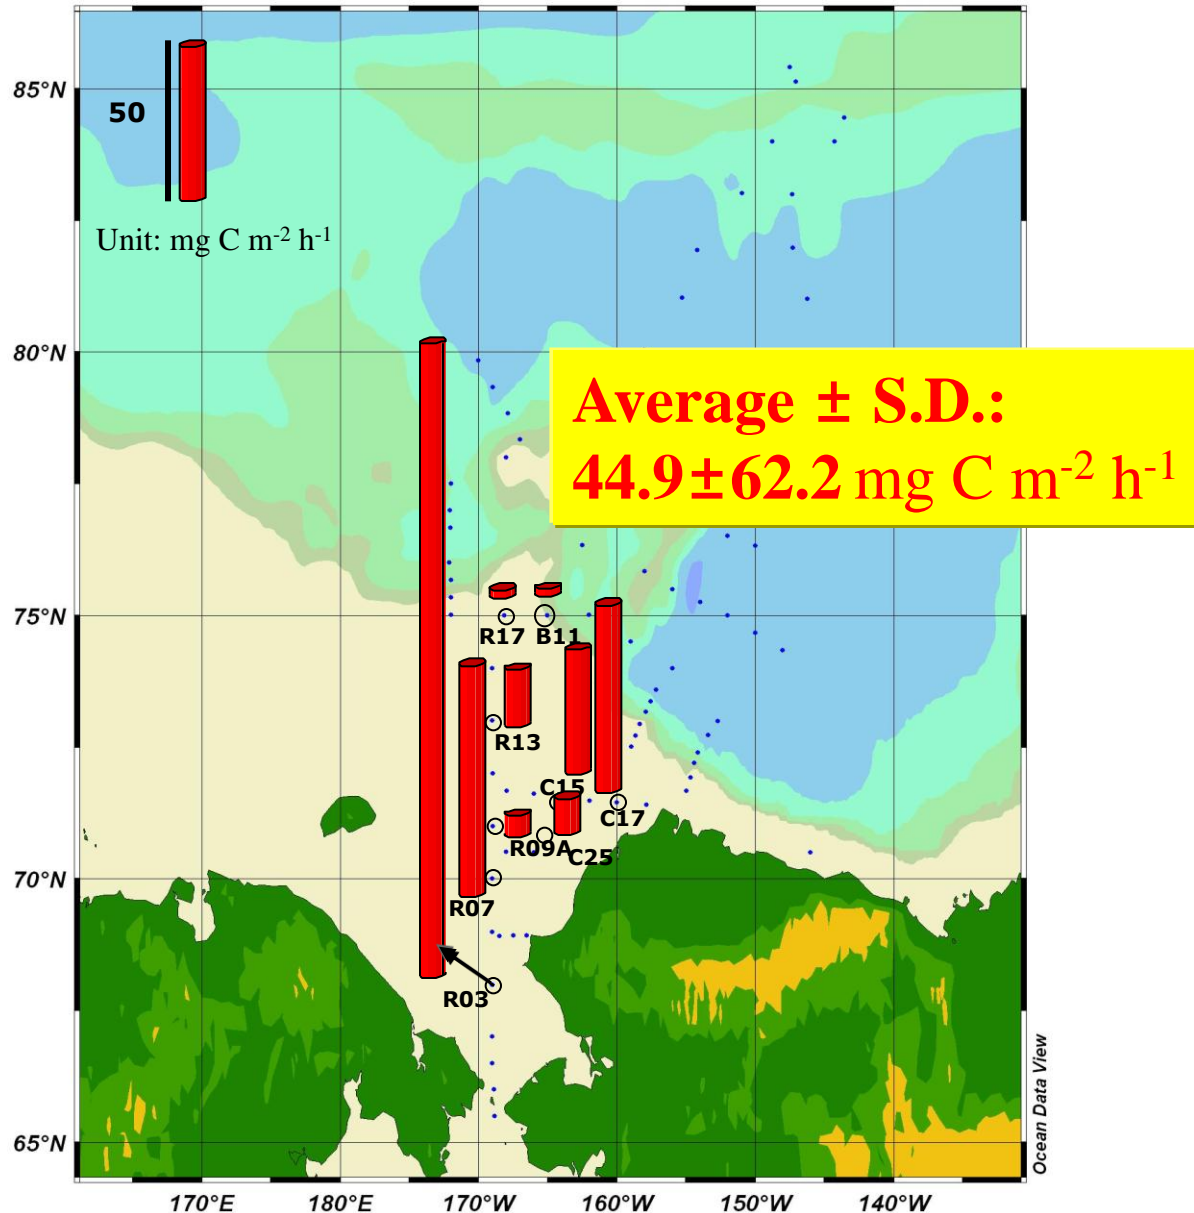 85°N
50
Unit: mg C m-2 h-1
80°N
Average ± S.D.:
44.9±62.2 mg C m-2 h-1
75°N
R17
B11
R13
C15
C17
R09A
C25
70°N
R07
R03
65°N
Ocean Data View
170°E
180°E
170°W
160°W
150°W
140°W